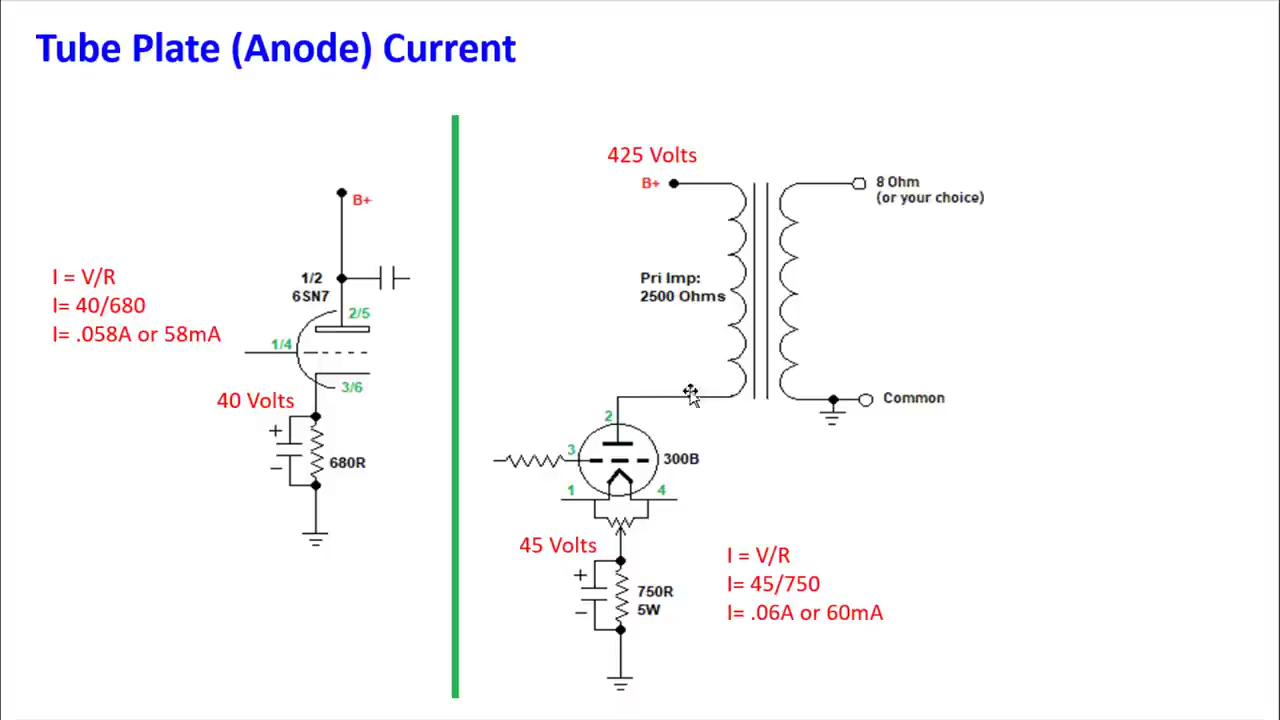 Tube Plate (Anode) Current
I = V/R
I= 40/680
I= .058A or 58mA
B+
1/2
6SN7
2/5
1/4
3/6
40 Volts
+
−
680R
425 Volts
B+
8 Ohm
(or your choice)
Pri Imp:
2500 Ohms
Common
2
3
300B
1
4
45 Volts
+
−
750R
5W
I = V/R
I= 45/750
I= .06A or 60mA